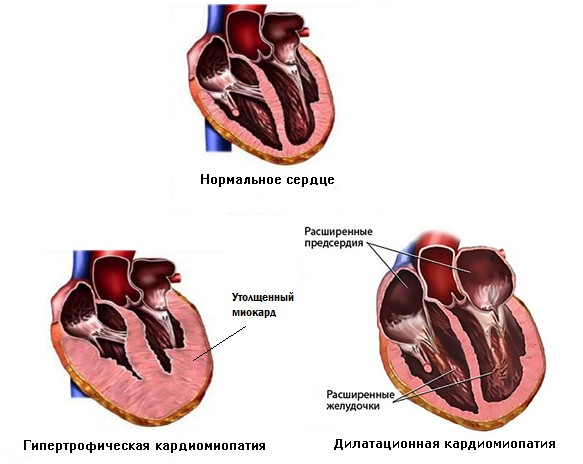 Нормальное сердце
Расширенные
предсердия
Утолщенный
миокард
Расширенные
желудочки
Гипертрофическая кардиомиопатия
Дилатационная кардиомиопатия